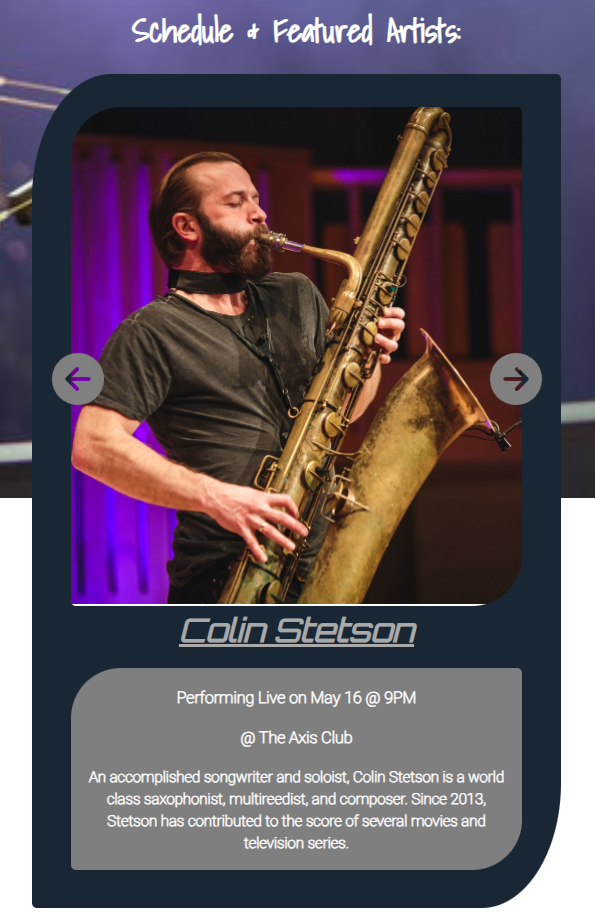 Schedule & Featured Artists:
Colin Stetson
Performing Live on May 16 @ 9PM
@ The Axis Club
An accomplished songwriter and soloist, Colin Stetson is a world
class saxophonist, multireedist, and composer. Since 2013,
Stetson has contributed to the score of several movies and
television series.